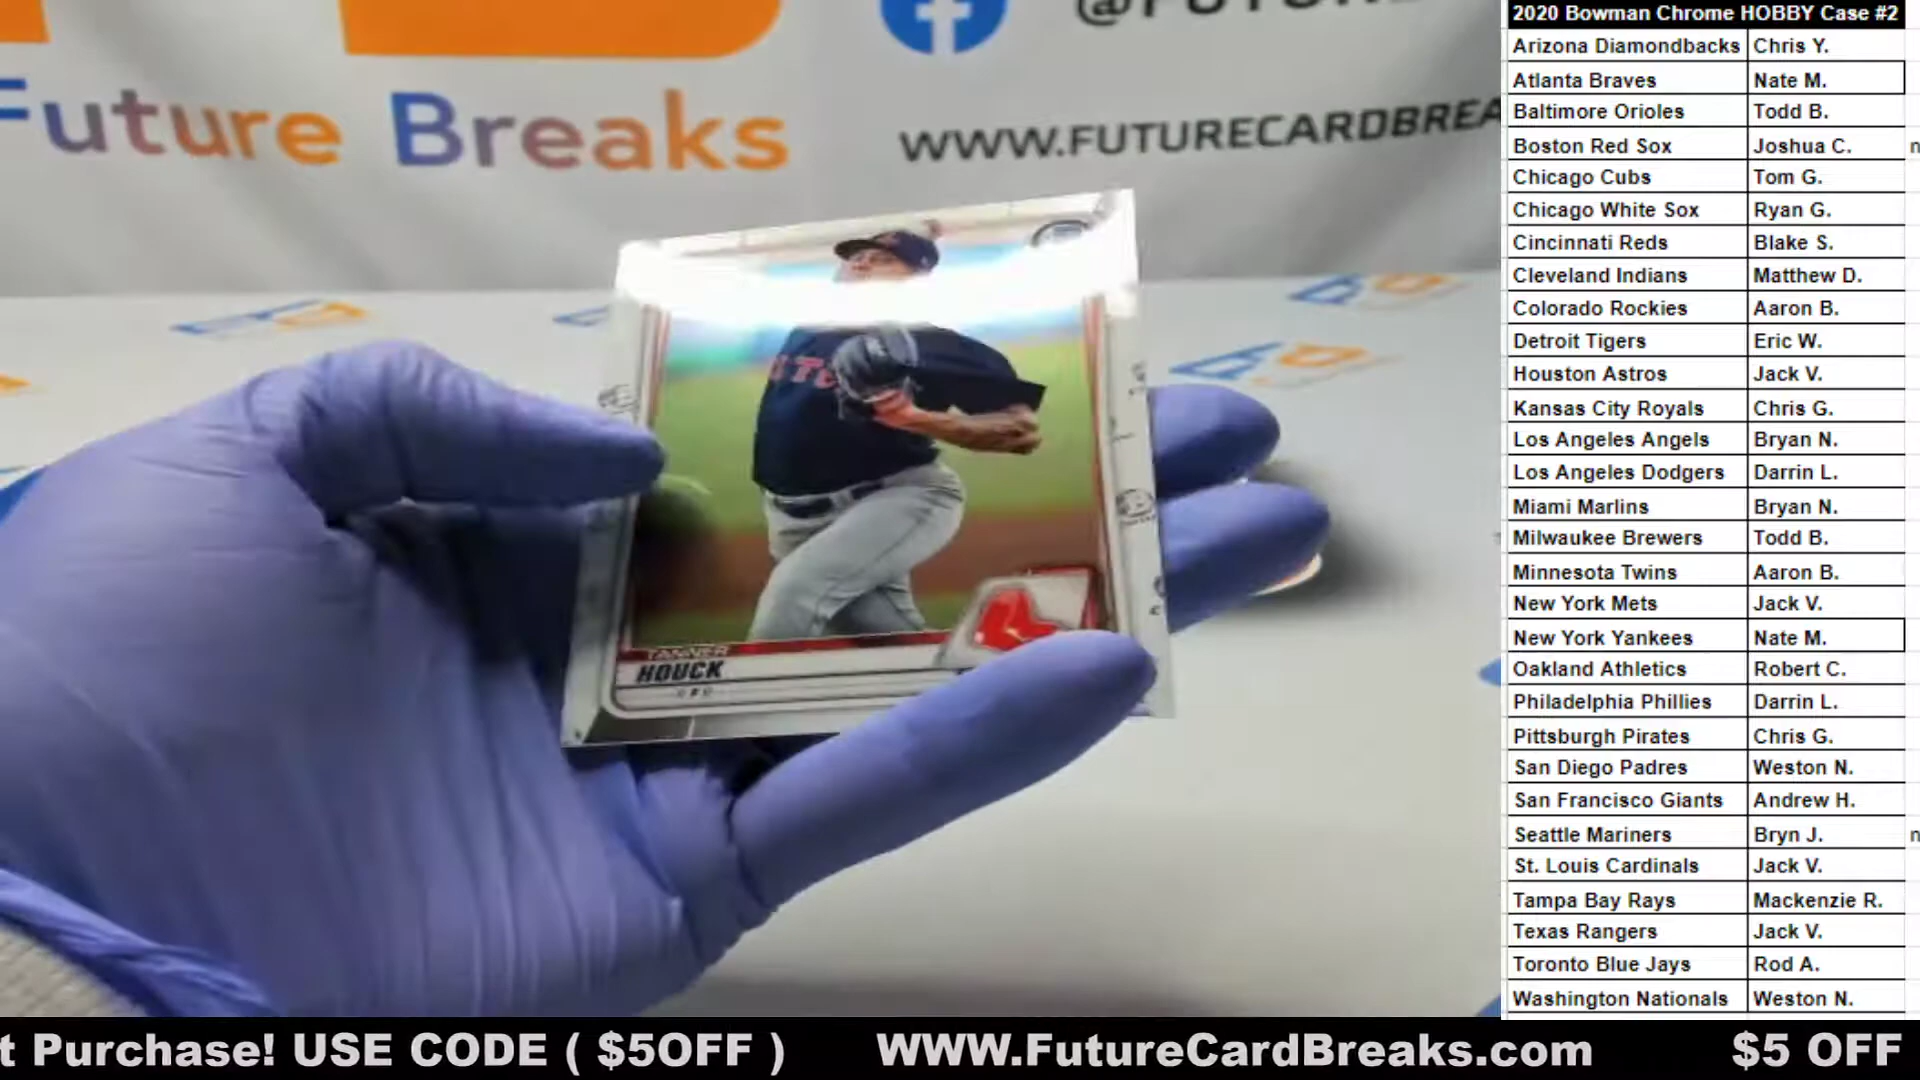 @FUTURE
Future Breaks
WWW.FUTURECARDBREA
TANNER
HOUCK
2020 Bowman Chrome HOBBY Case #2
Arizona Diamondbacks Chris Y.
Atlanta Braves Nate M.
Baltimore Orioles Todd B.
Boston Red Sox Joshua C. n
Chicago Cubs Tom G.
Chicago White Sox Ryan G.
Cincinnati Reds Blake S.
Cleveland Indians Matthew D.
Colorado Rockies Aaron B.
Detroit Tigers Eric W.
Houston Astros Jack V.
Kansas City Royals Chris G.
Los Angeles Angels Bryan N.
Los Angeles Dodgers Darrin L.
Miami Marlins Bryan N.
Milwaukee Brewers Todd B.
Minnesota Twins Aaron B.
New York Mets Jack V.
New York Yankees Nate M.
Oakland Athletics Robert C.
Philadelphia Phillies Darrin L.
Pittsburgh Pirates Chris G.
San Diego Padres Weston N.
San Francisco Giants Andrew H.
Seattle Mariners Bryn J. n
St. Louis Cardinals Jack V.
Tampa Bay Rays Mackenzie R.
Texas Rangers Jack V.
Toronto Blue Jays Rod A.
Washington Nationals Weston N.
t Purchase! USE CODE ( $5OFF ) WWW.FutureCardBreaks.com $5 OFF